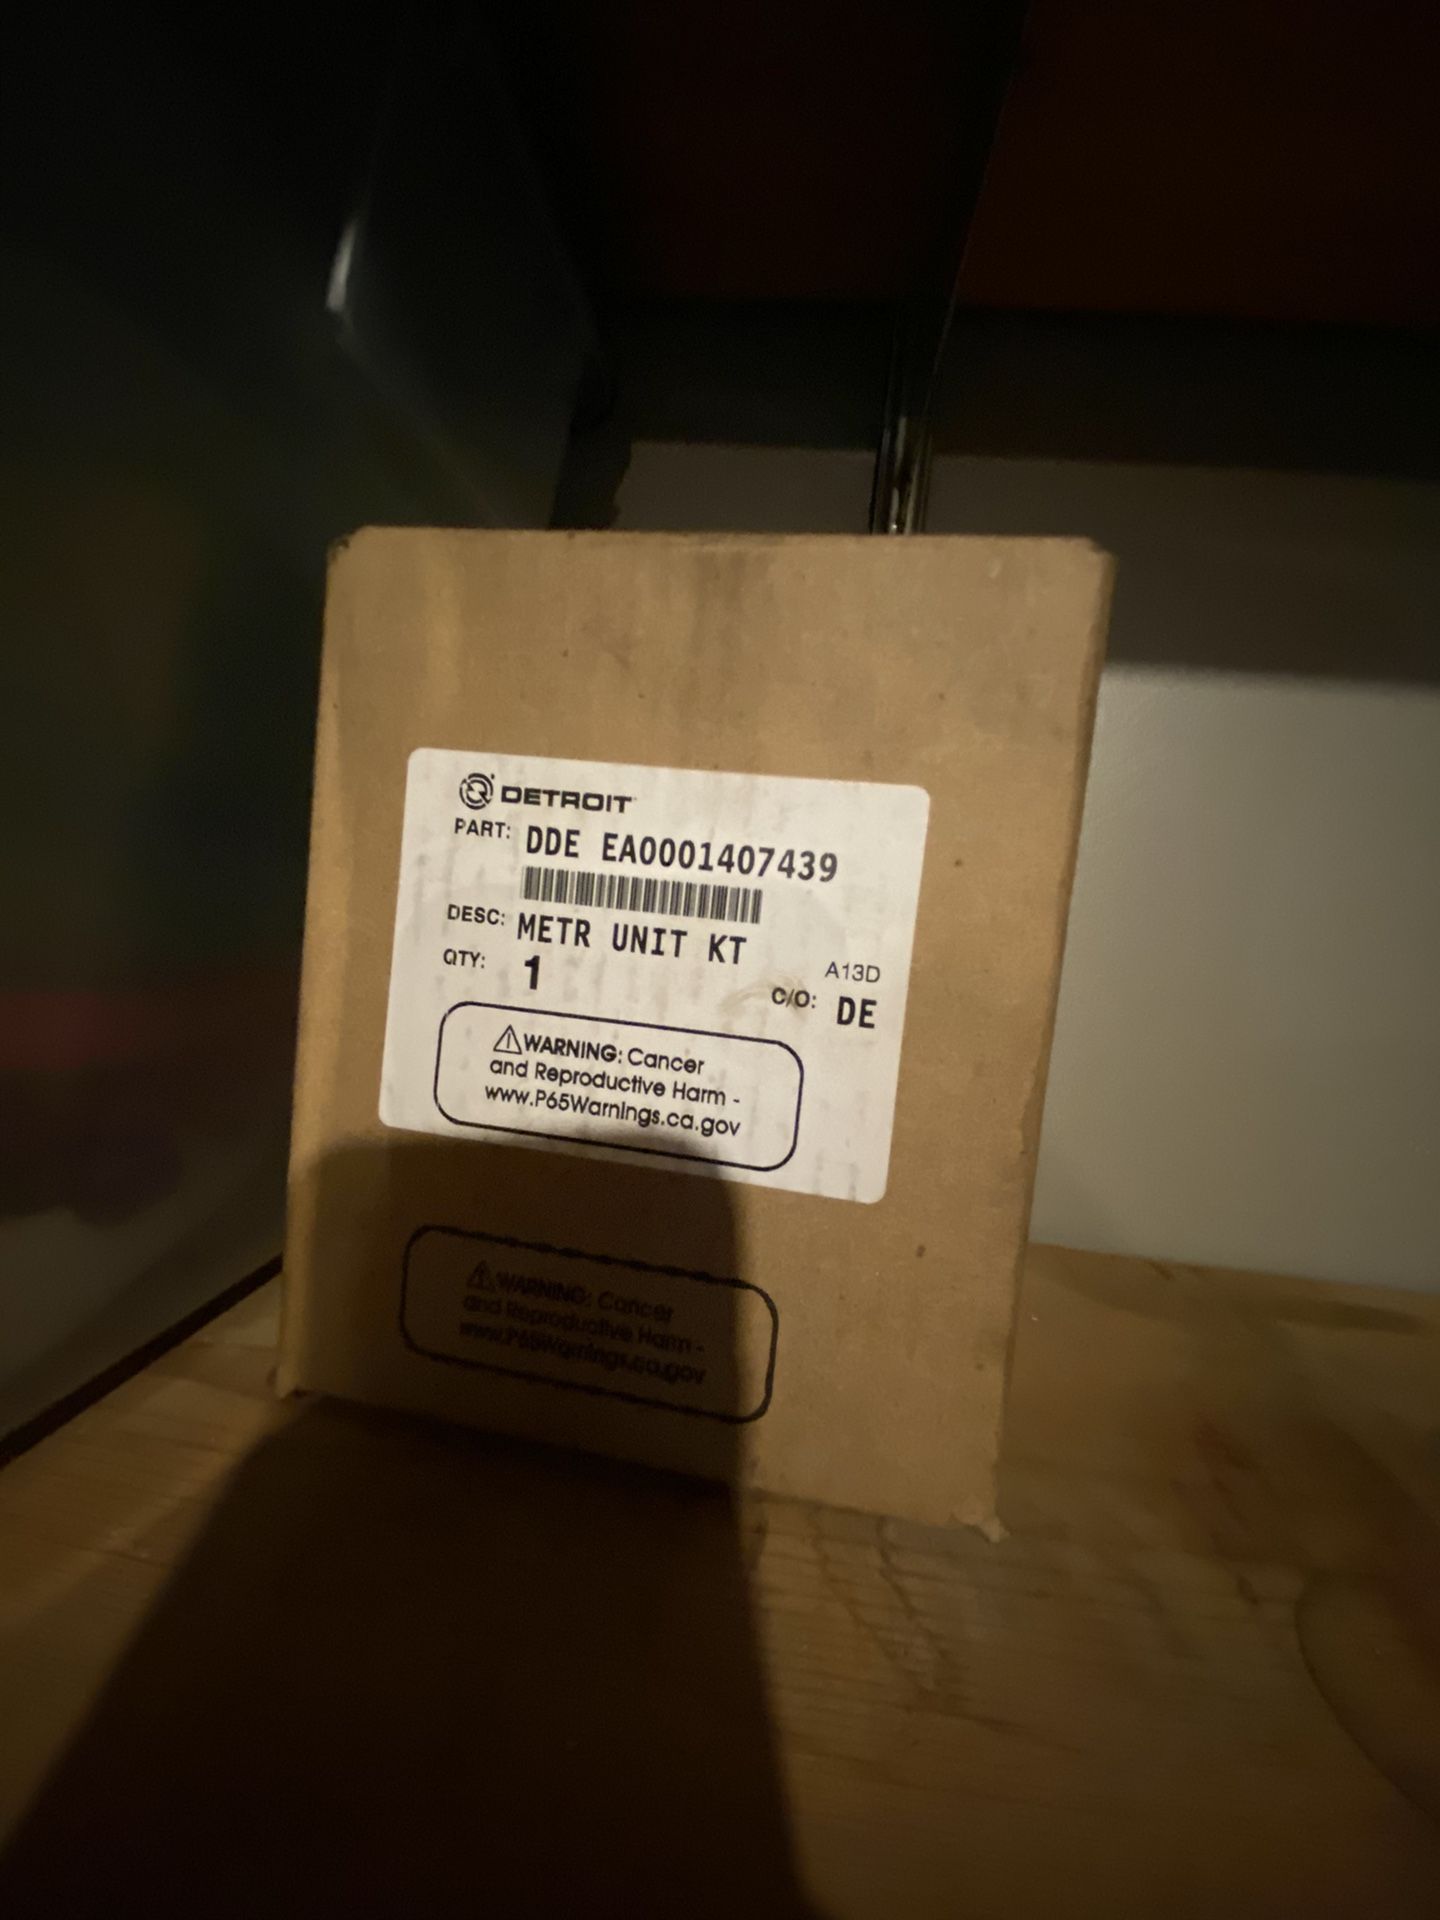 DETROIT
PART: DDE EA0001407439
DESC: METR UNIT KT
A13D
QTY: 1
C/O: DE
⚠WARNING: Cancer
and Reproductive Harm -
www.P65Warnings.ca.gov
⚠WARNING: Cancer
and Reproductive Harm -
www.P65Warnings.ca.gov